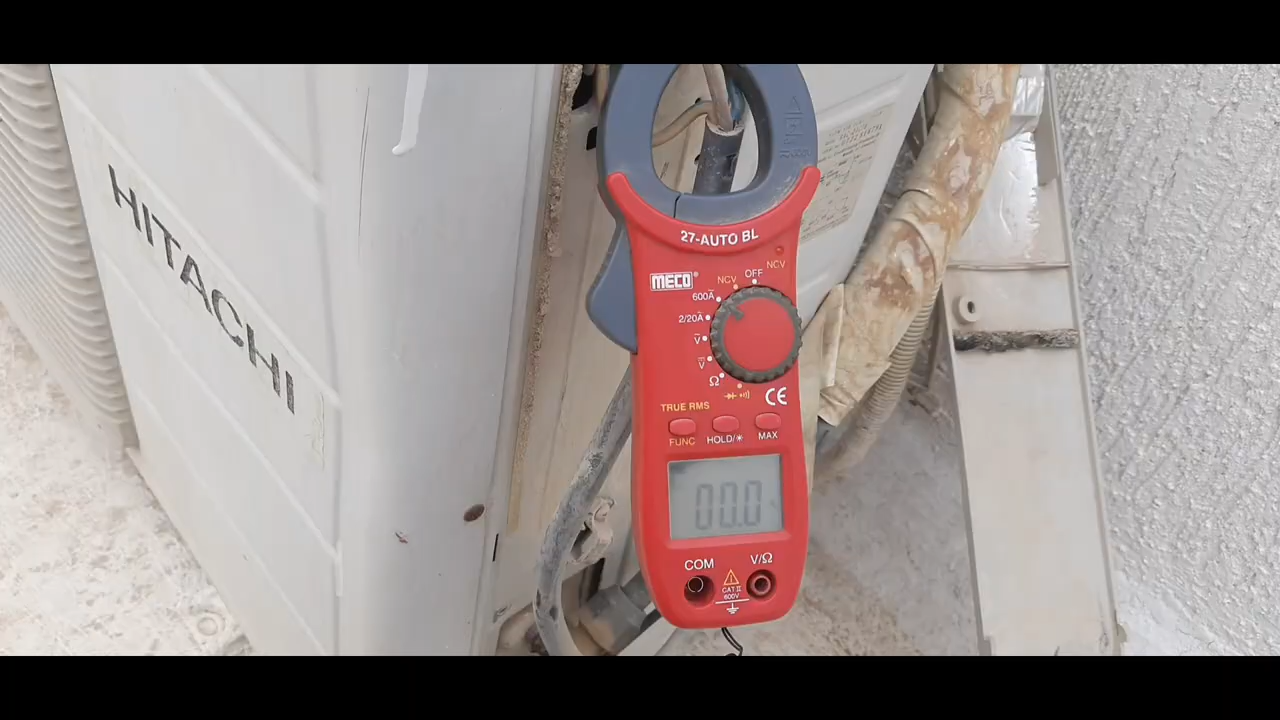 HITACHI
27-AUTO BL
MECO
NCV
OFF
NCV
600A
2/20A
V
V
Ω
TRUE RMS
CE
FUNC
HOLD/☀
MAX
00.0
COM
V/Ω
CAT II
600V